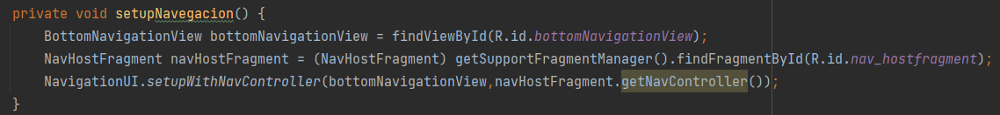 private void setupNavegacion() {
BottomNavigationView bottomNavigationView = findViewById(R.id.bottomNavigationView);
NavHostFragment navHostFragment = (NavHostFragment) getSupportFragmentManager().findFragmentById(R.id.nav_hostfragment);
NavigationUI.setupWithNavController(bottomNavigationView,navHostFragment.getNavController());
}